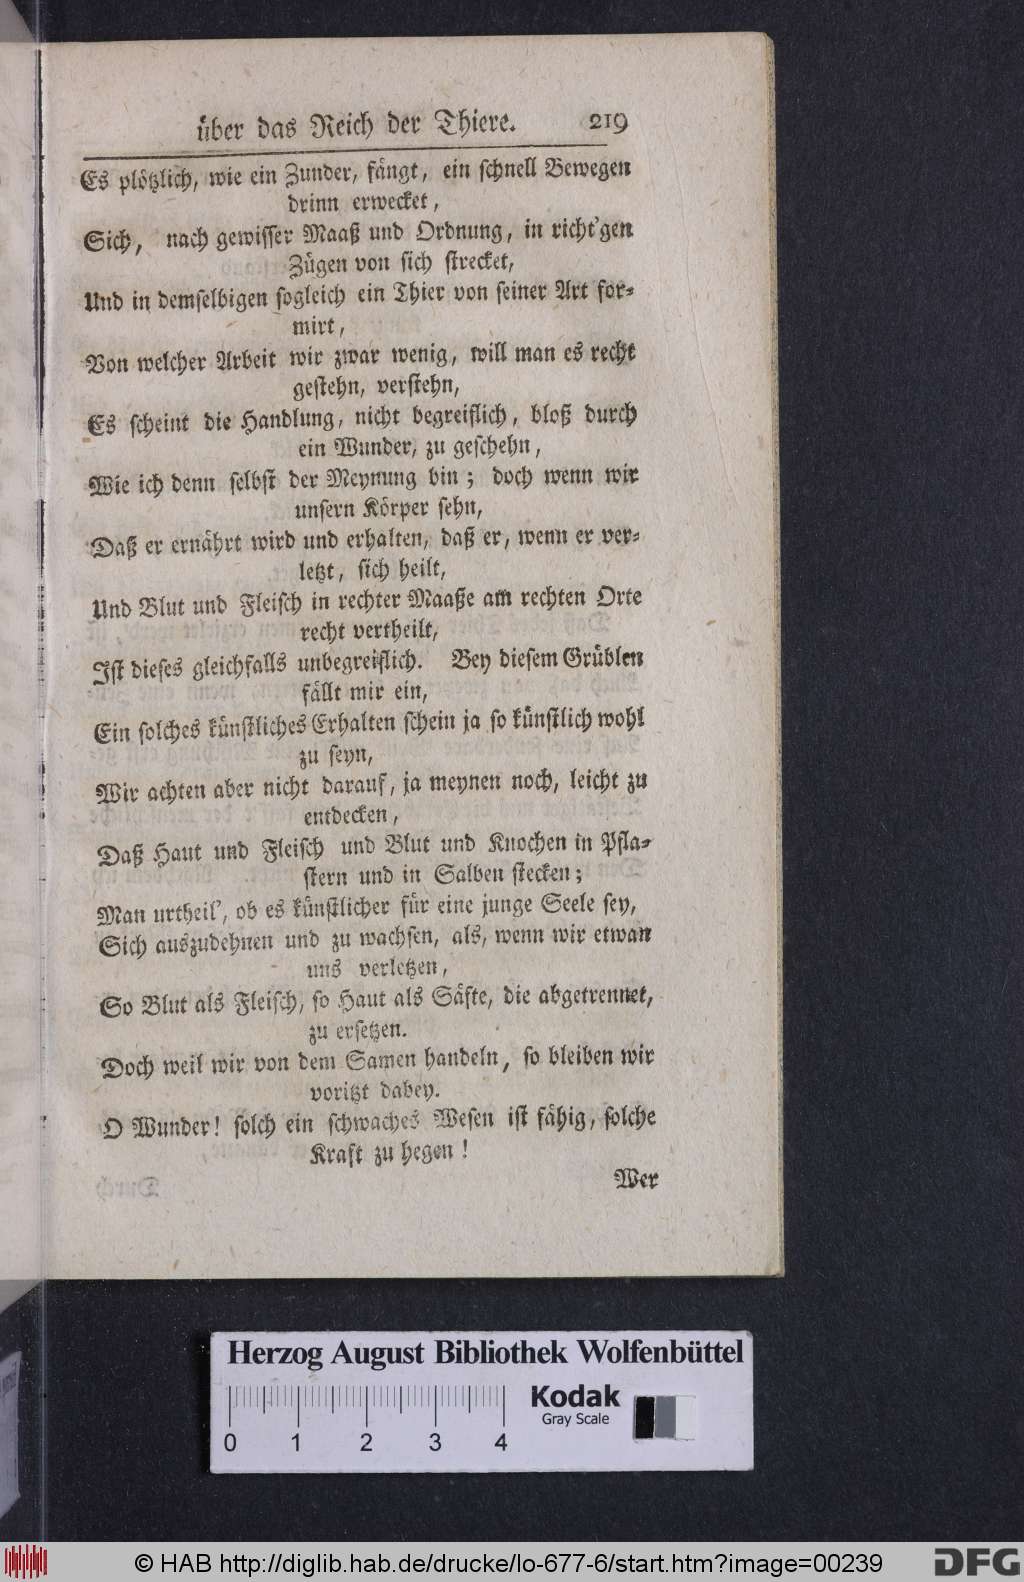 über das Reich der Thiere. 219
Es plötzlich, wie ein Zunder, fängt, ein schnell Bewegen
drinn erwecket,
Sich, nach gewisser Maaß und Ordnung, in richt'gen
Zügen von sich strecket,
Und in demselbigen sogleich ein Thier von seiner Art for-
mirt,
Von welcher Arbeit wir zwar wenig, will man es recht
gestehn, verstehn,
Es scheint die Handlung, nicht begreiflich, bloß durch
ein Wunder, zu geschehn,
Wie ich denn selbst der Meynung bin; doch wenn wir
unsern Körper sehn,
Daß er ernährt wird und erhalten, daß er, wenn er ver-
letzt, sich heilt,
Und Blut und Fleisch in rechter Maaße am rechten Orte
recht vertheilt,
Ist dieses gleichfalls unbegreiflich. Bey diesem Grüblen
fällt mir ein,
Ein solches künstliches Erhalten schein ja so künstlich wohl
zu seyn,
Wir achten aber nicht darauf, ja meynen noch, leicht zu
entdecken,
Daß Haut und Fleisch und Blut und Knochen in Pfla-
stern und in Salben stecken;
Man urtheil', ob es künstlicher für eine junge Seele sey,
Sich auszudehnen und zu wachsen, als, wenn wir etwan
uns verletzen,
So Blut als Fleisch, so Haut als Säfte, die abgetrennet,
zu ersetzen.
Doch weil wir von dem Samen handeln, so bleiben wir
voritzt dabey.
O Wunder! solch ein schwaches Wesen ist fähig, solche
Kraft zu hegen!
Wer
Herzog August Bibliothek Wolfenbüttel
Kodak
Gray Scale
0 1 2 3 4
© HAB http://diglib.hab.de/drucke/lo-677-6/start.htm?image=00239
DFG